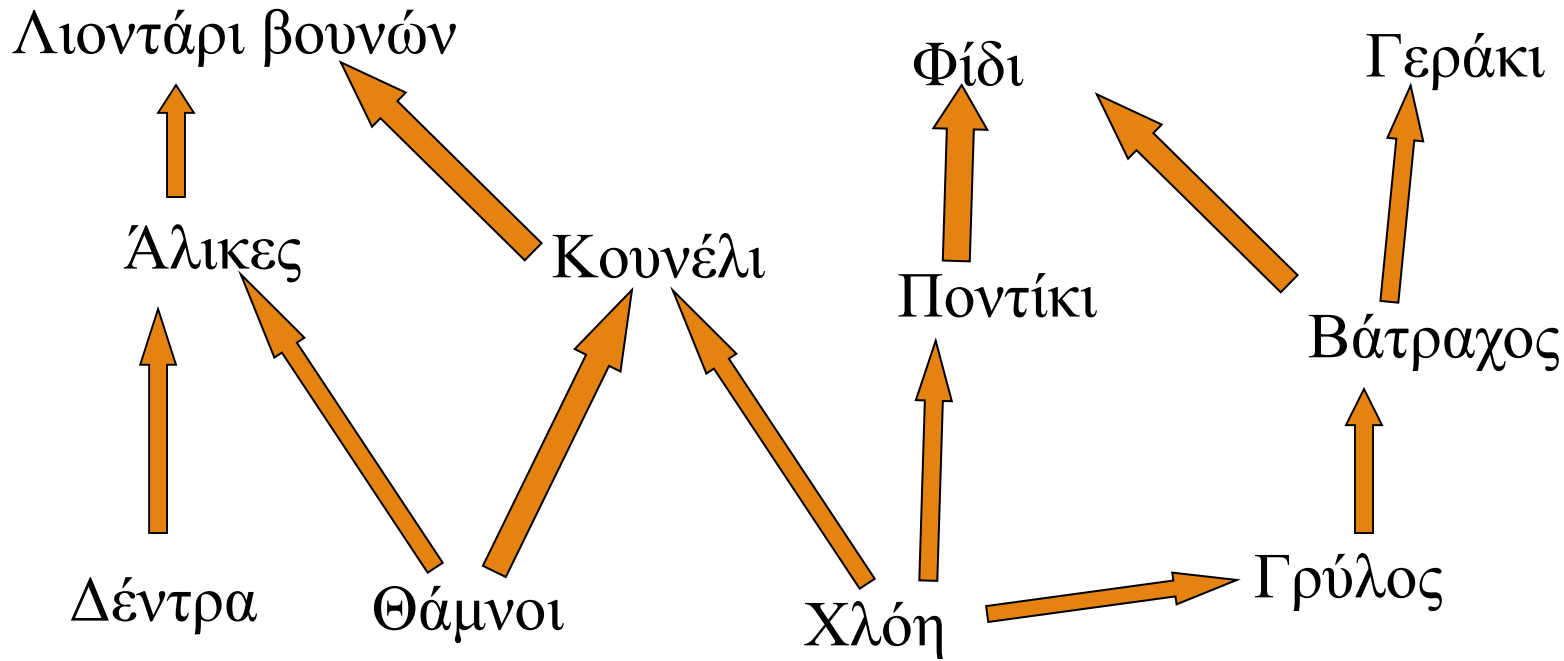 Λιοντάρι βουνών
Φίδι
Γεράκι
Άλικες
Κουνέλι
Ποντίκι
Βάτραχος
Δέντρα
Θάμνοι
Χλόη
Γρύλος